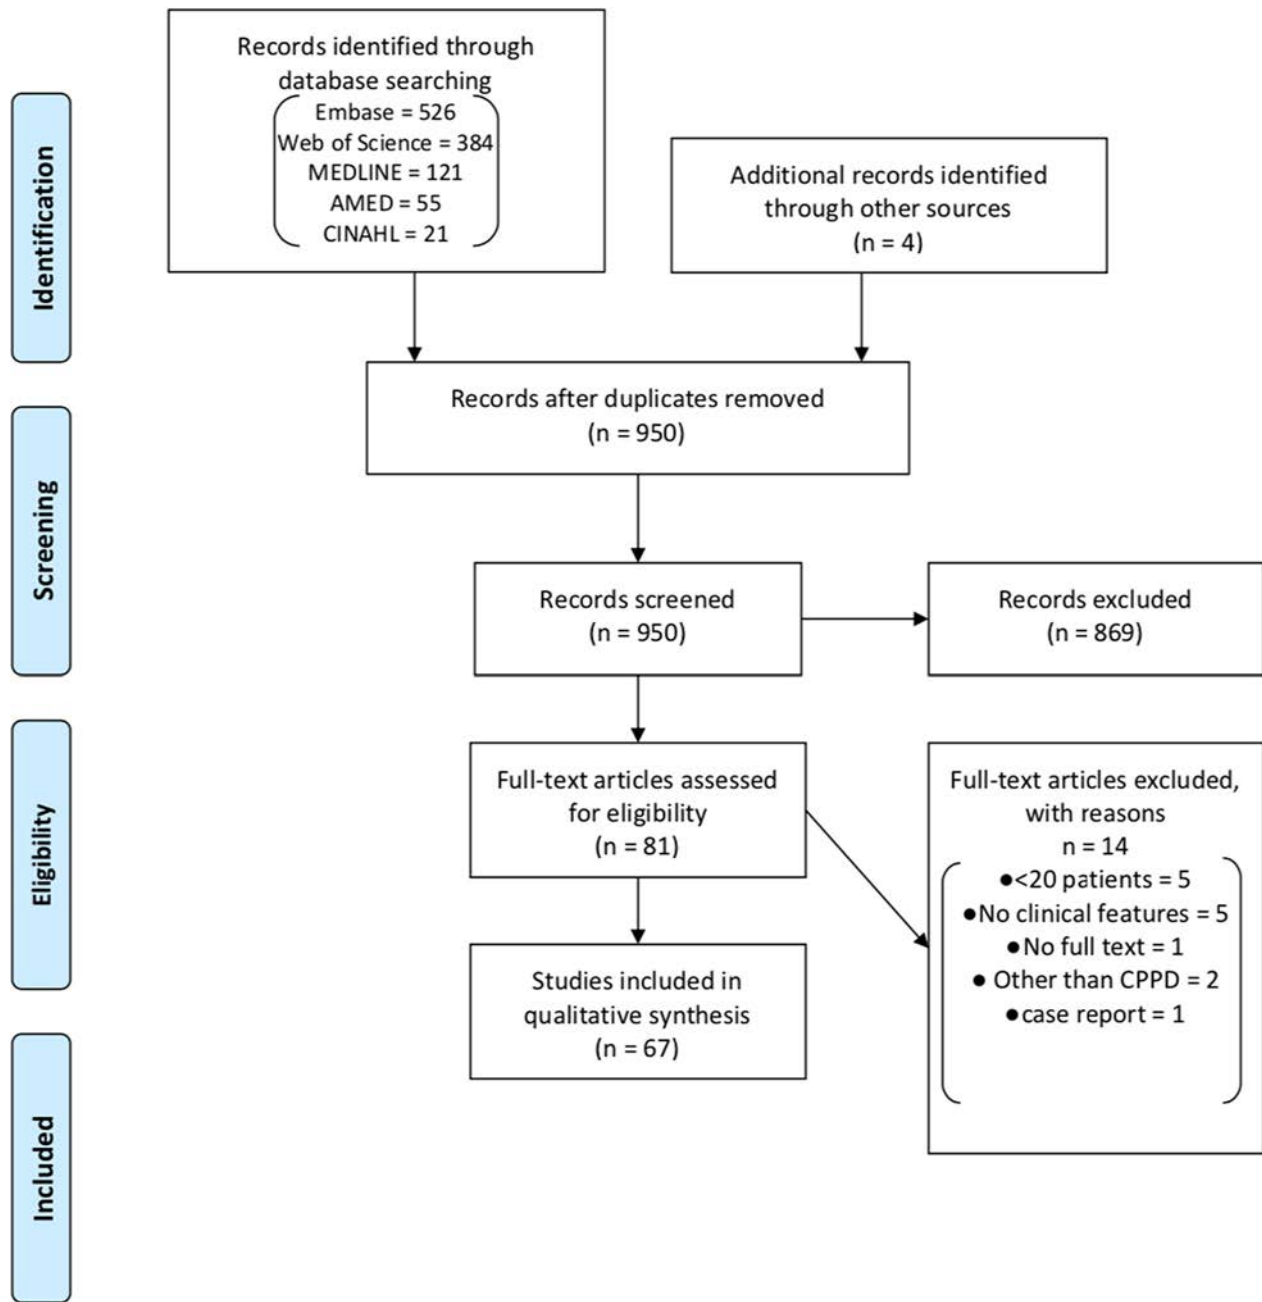 Identification
Records identified through
database searching
Embase = 526
Web of Science = 384
MEDLINE = 121
AMED = 55
CINAHL = 21
Additional records identified
through other sources
(n = 4)
Records after duplicates removed
(n = 950)
Screening
Records screened
(n = 950)
Records excluded
(n = 869)
Eligibility
Full-text articles assessed
for eligibility
(n = 81)
Full-text articles excluded,
with reasons
n = 14
●<20 patients = 5
●No clinical features = 5
●No full text = 1
● Other than CPPD = 2
●case report = 1
Studies included in
qualitative synthesis
(n = 67)
Included